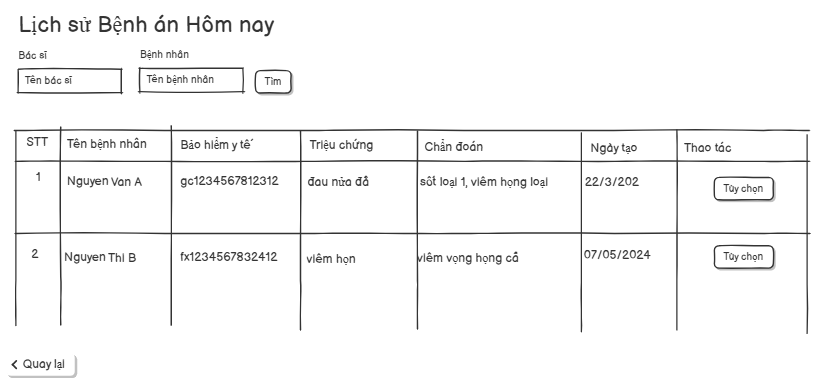 Lịch sử Bệnh án Hôm nay
Bác sĩ
Bệnh nhân
Tên bác sĩ
Tên bệnh nhân
Tìm
STT
Tên bệnh nhân
Bảo hiểm y tế
Triệu chứng
Chẩn đoán
Ngày tạo
Thao tác
1
Nguyen Van A
gc1234567812312
đau nửa đầ
sốt loại 1, viêm họng loại
22/3/202
Tùy chọn
2
Nguyen Thi B
fx1234567832412
viêm họn
viêm vọng họng cấ
07/05/2024
Tùy chọn
Quay lại